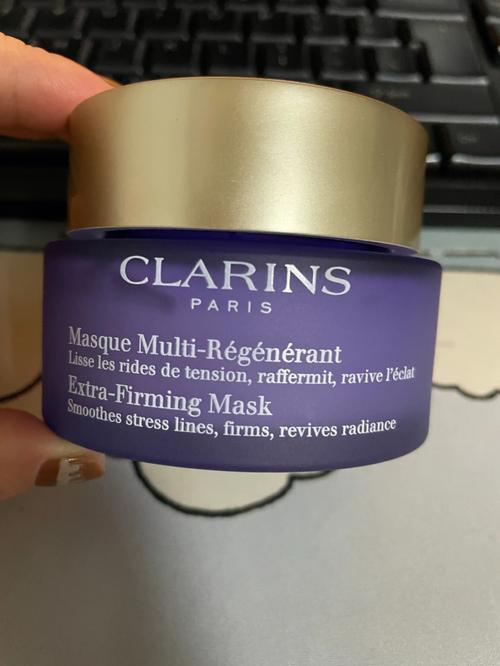 CLARINS
PARIS
Masque Multi-Régénérant
Lisse les rides de tension, raffermit, ravive l'éclat
Extra-Firming Mask
Smoothes stress lines, firms, revives radiance